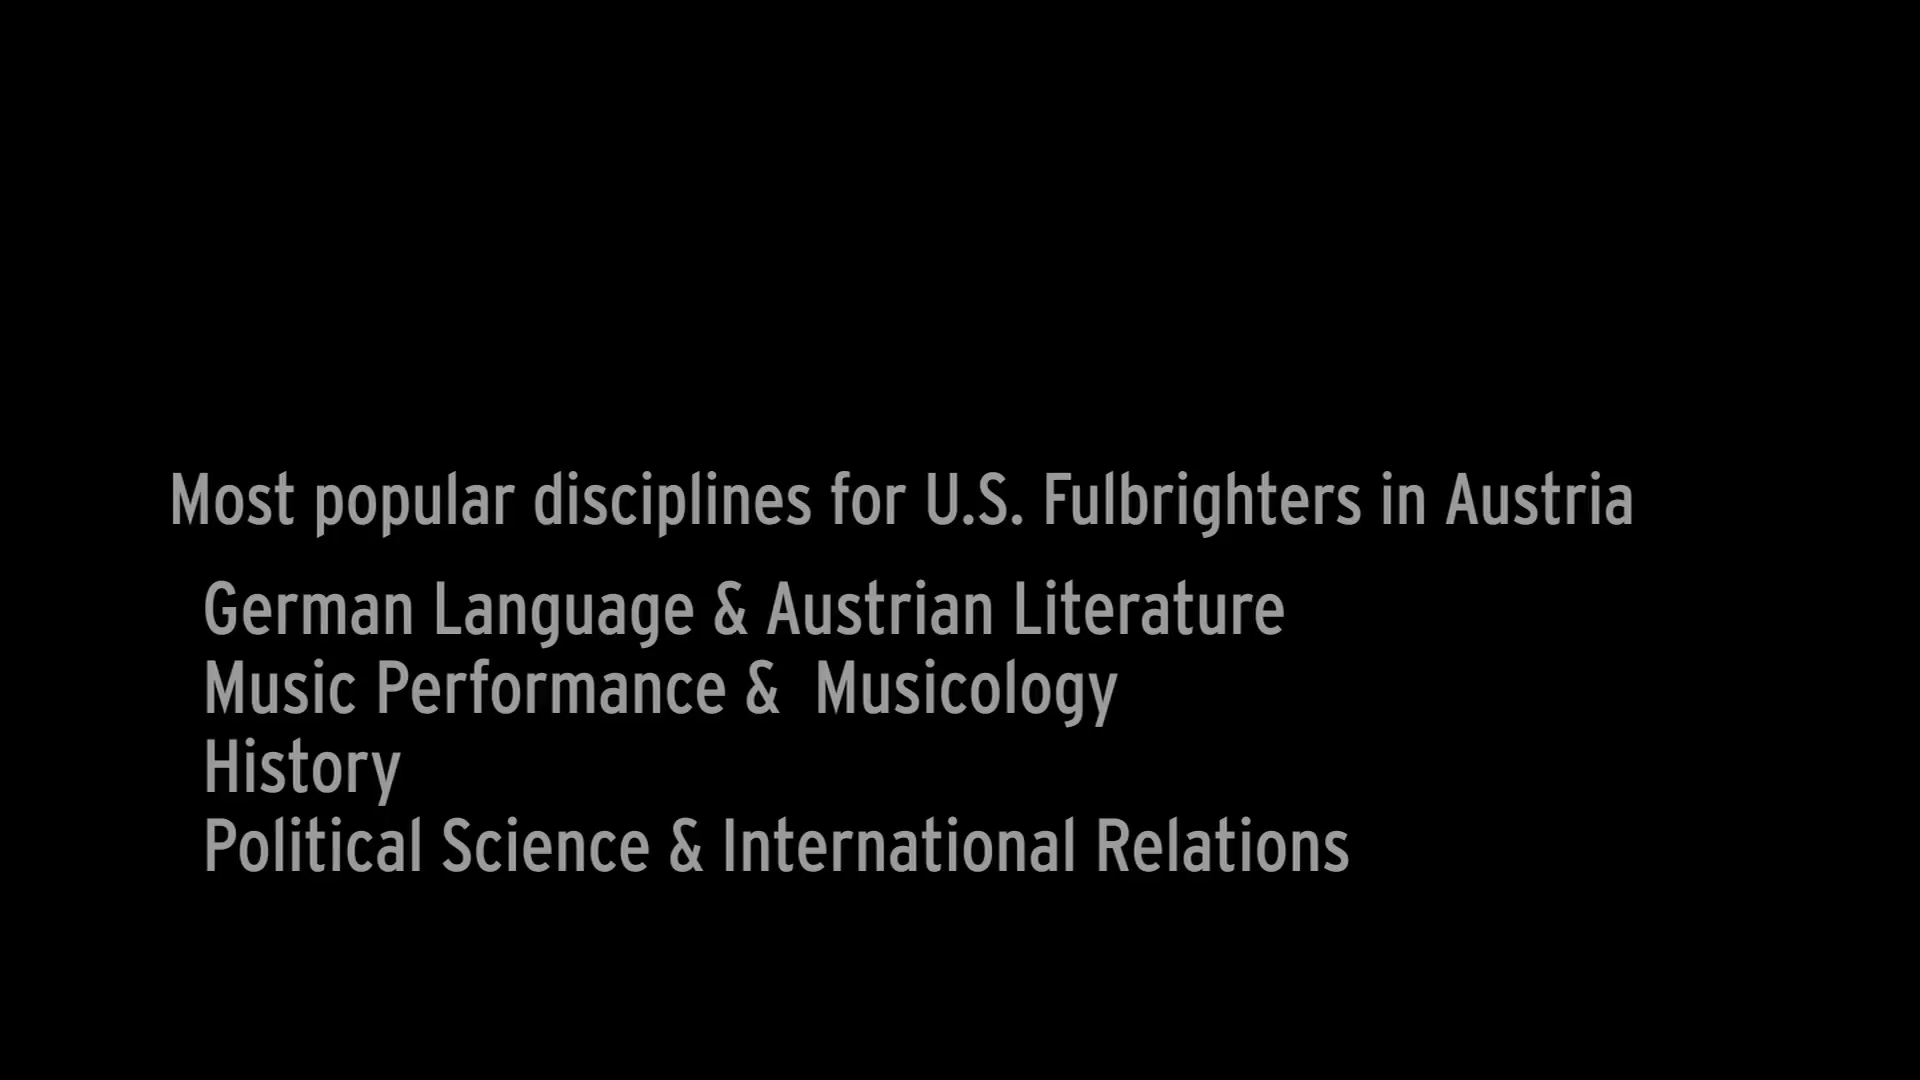 Most popular disciplines for U.S. Fulbrighters in Austria
German Language & Austrian Literature
Music Performance &  Musicology
History
Political Science & International Relations